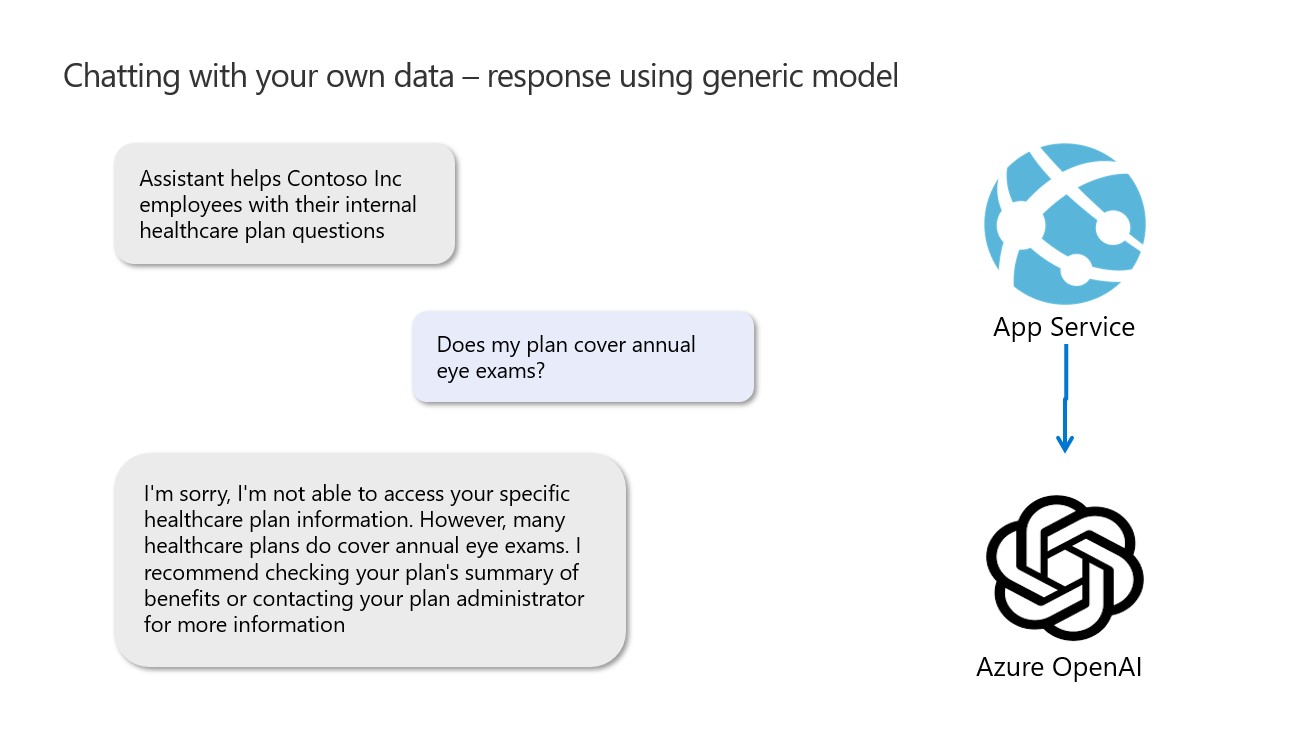 Chatting with your own data – response using generic model
Assistant helps Contoso Inc
employees with their internal
healthcare plan questions
Does my plan cover annual
eye exams?
I'm sorry, I'm not able to access your specific
healthcare plan information. However, many
healthcare plans do cover annual eye exams. I
recommend checking your plan's summary of
benefits or contacting your plan administrator
for more information
App Service
Azure OpenAI